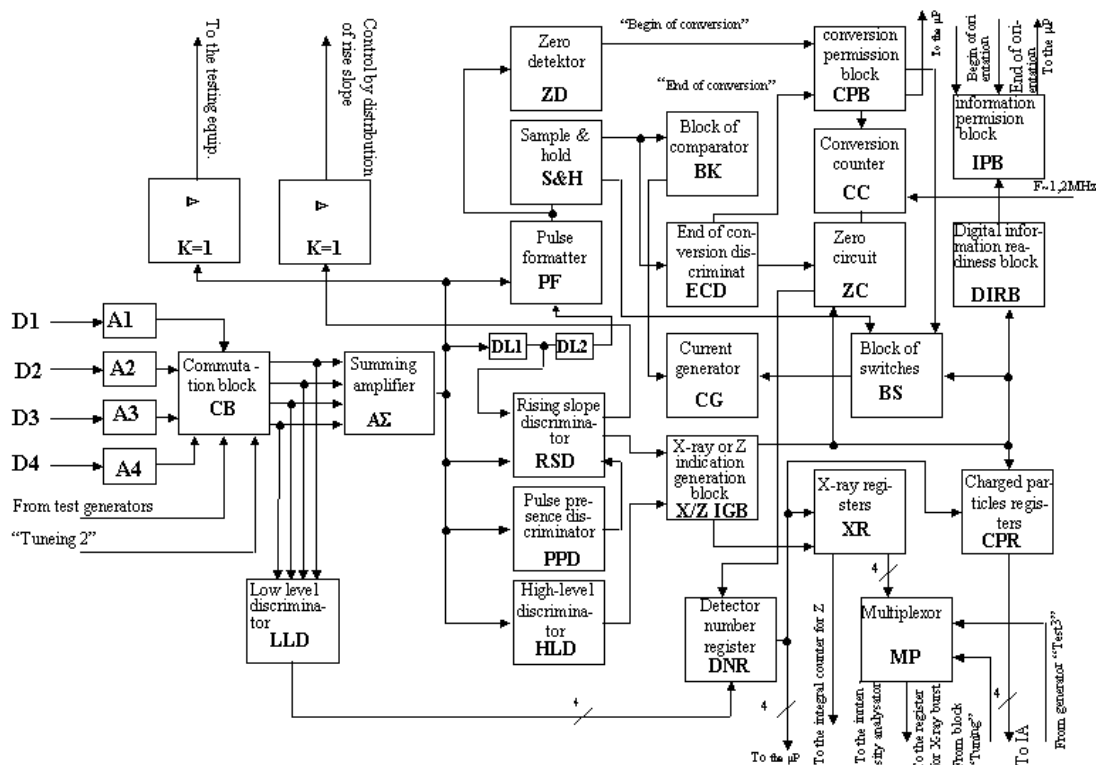 To the testing equip.
Control by distribution
of rise slope
Zero
detektor
ZD
“Begin of conversion”
“End of conversion”
conversion
permission
block
CPB
To the μP
Begin of ori
entation
End of ori-
entation
To the μP
information
permision
block
IPB
Sample &
hold
S&H
Block of
comparator
BK
Conversion
counter
CC
F~1,2MHz
K=1
K=1
Pulse
formatter
PF
End of con-
version dis-
criminat
ECD
Zero
circuit
ZC
Digital infor-
mation rea-
diness block
DIRB
D1
A1
D2
A2
D3
A3
D4
A4
Commuta -
tion block
CB
Summing
amplifier
AΣ
DL1
DL2
Current
generator
CG
Block of
switches
BS
Rising slope
discrimina-
tor
RSD
X-ray or Z
indication
generation
block
X/Z IGB
X-ray regi-
sters
XR
Charged par-
ticles regis-
ters
CPR
From test generators
“Tuneing 2”
Pulse pre-
sence discri-
minator
PPD
Low level
discrimina-
tor
LLD
High-level
discrimina-
tor
HLD
Detector
number
register
DNR
Multiplexor
MP
4
4
4
4
To the μP
To the integral counter for Z
To the innten
sity analysator
To the register
for X-ray burst
From block
“Tuning”
To IA
From generator “Test3”